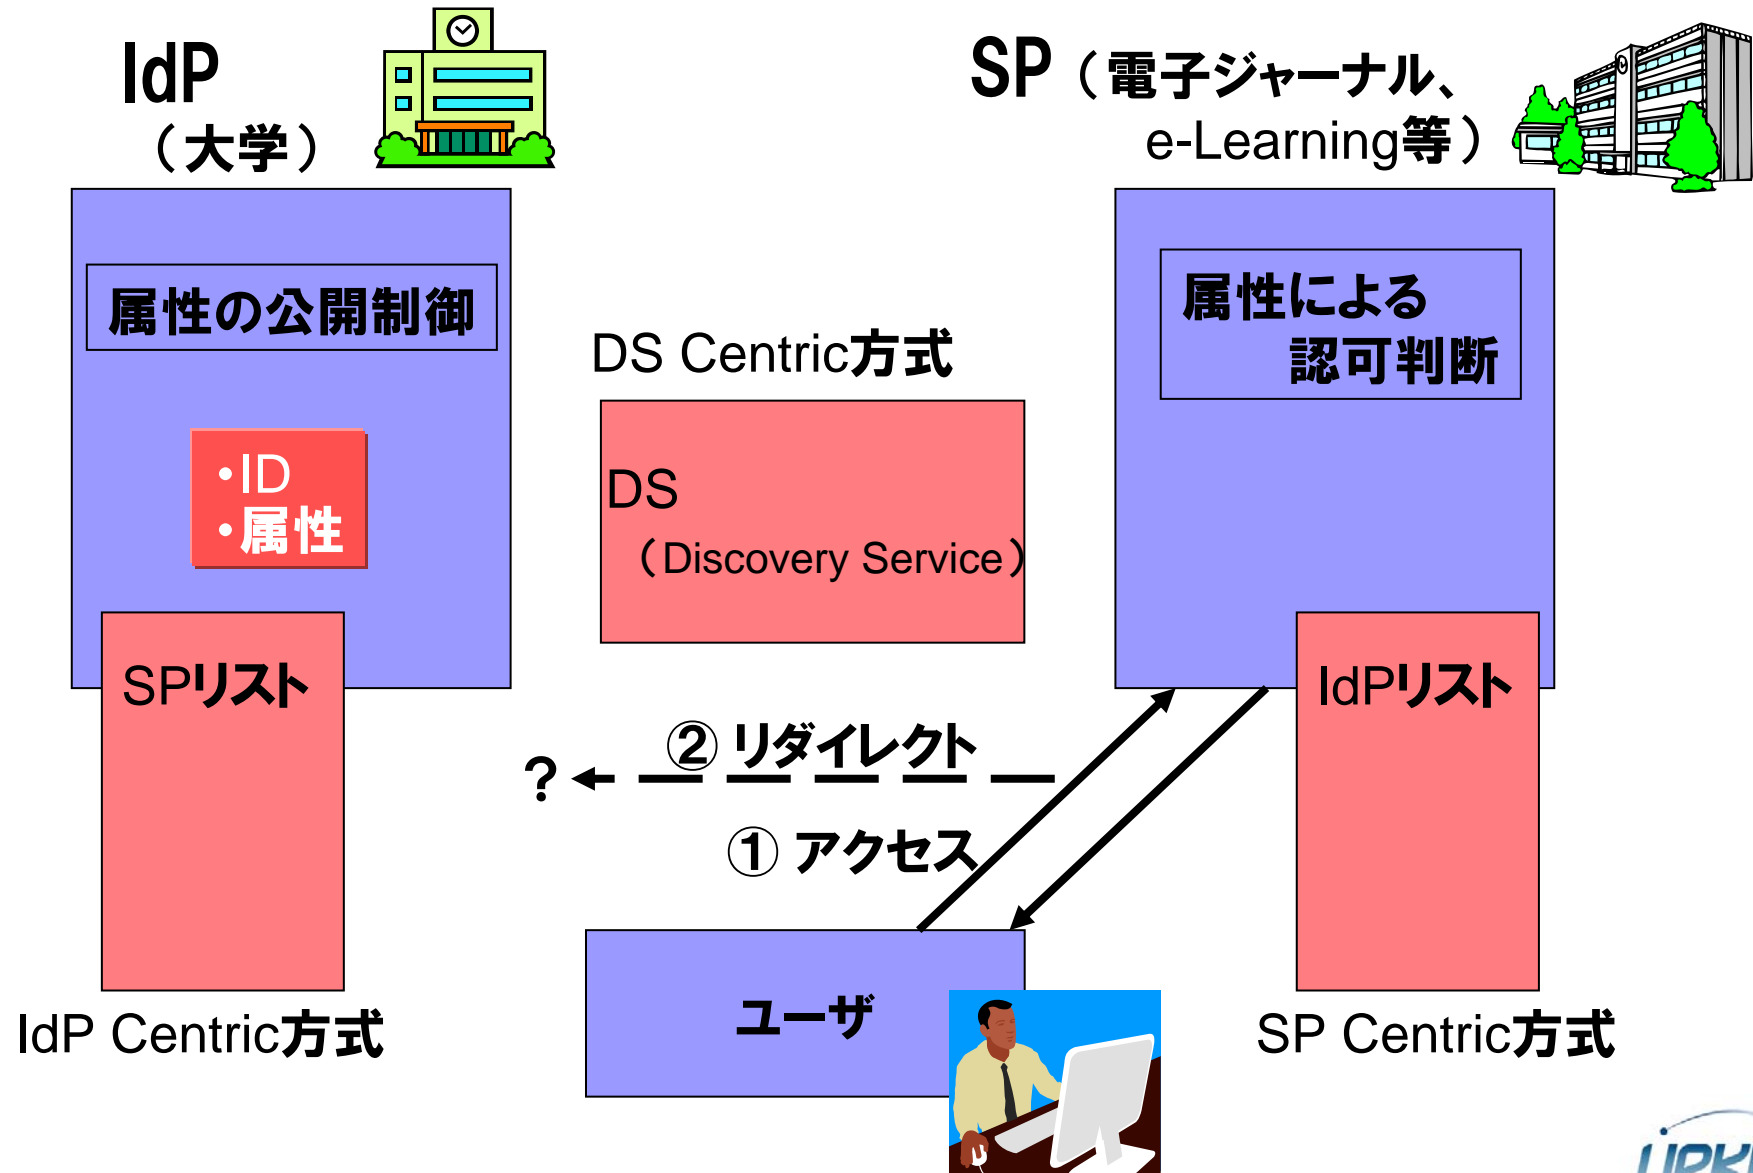 IdP
（大学）
SP（電子ジャーナル、
e-Learning等）
属性の公開制御
・ID
・属性
SPリスト
IdP Centric方式
DS Centric方式
DS
（Discovery Service）
属性による
認可判断
IdPリスト
SP Centric方式
② リダイレクト
?
① アクセス
ユーザ